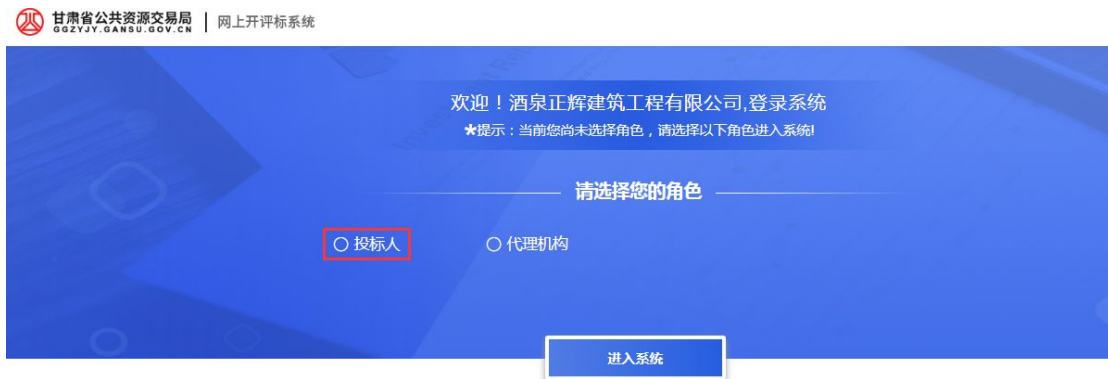 甘肃省公共资源交易局 网上开评标系统
GGZYJY.GANSU.GOV.CN
欢迎！酒泉正辉建筑工程有限公司,登录系统
*提示：当前您尚未选择角色，请选择以下角色进入系统!
请选择您的角色
投标人 代理机构
进入系统